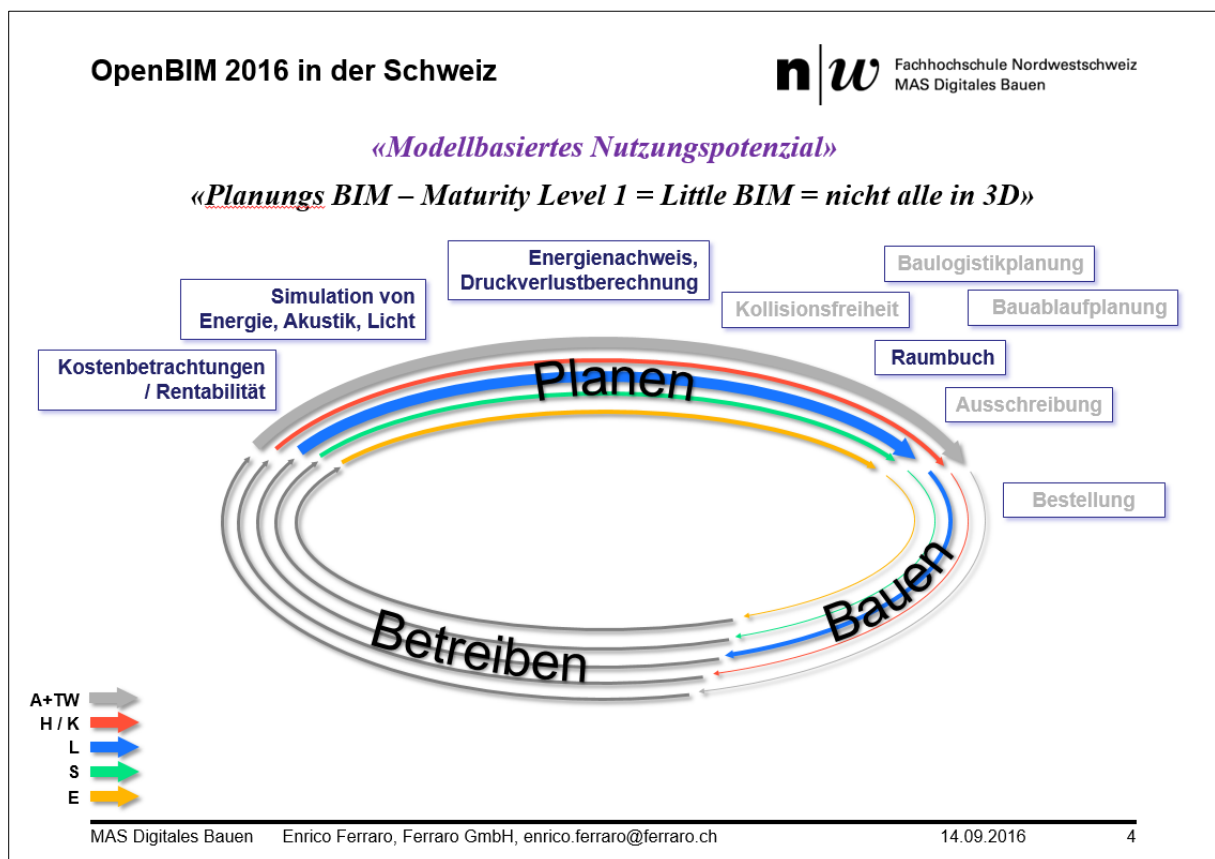 OpenBIM 2016 in der Schweiz
n|w
Fachhochschule Nordwestschweiz
MAS Digitales Bauen
«Modellbasiertes Nutzungspotenzial»
«Planungs BIM – Maturity Level 1 = Little BIM = nicht alle in 3D»
Energienachweis,
Druckverlustberechnung
Baulogistikplanung
Simulation von
Energie, Akustik, Licht
Kollisionsfreiheit
Bauablaufplanung
Kostenbetrachtungen
/ Rentabilität
Raumbuch
Ausschreibung
Bestellung
Planen
Bauen
Betreiben
A+TW
H / K
L
S
E
MAS Digitales Bauen Enrico Ferraro, Ferraro GmbH, enrico.ferraro@ferraro.ch 14.09.2016 4